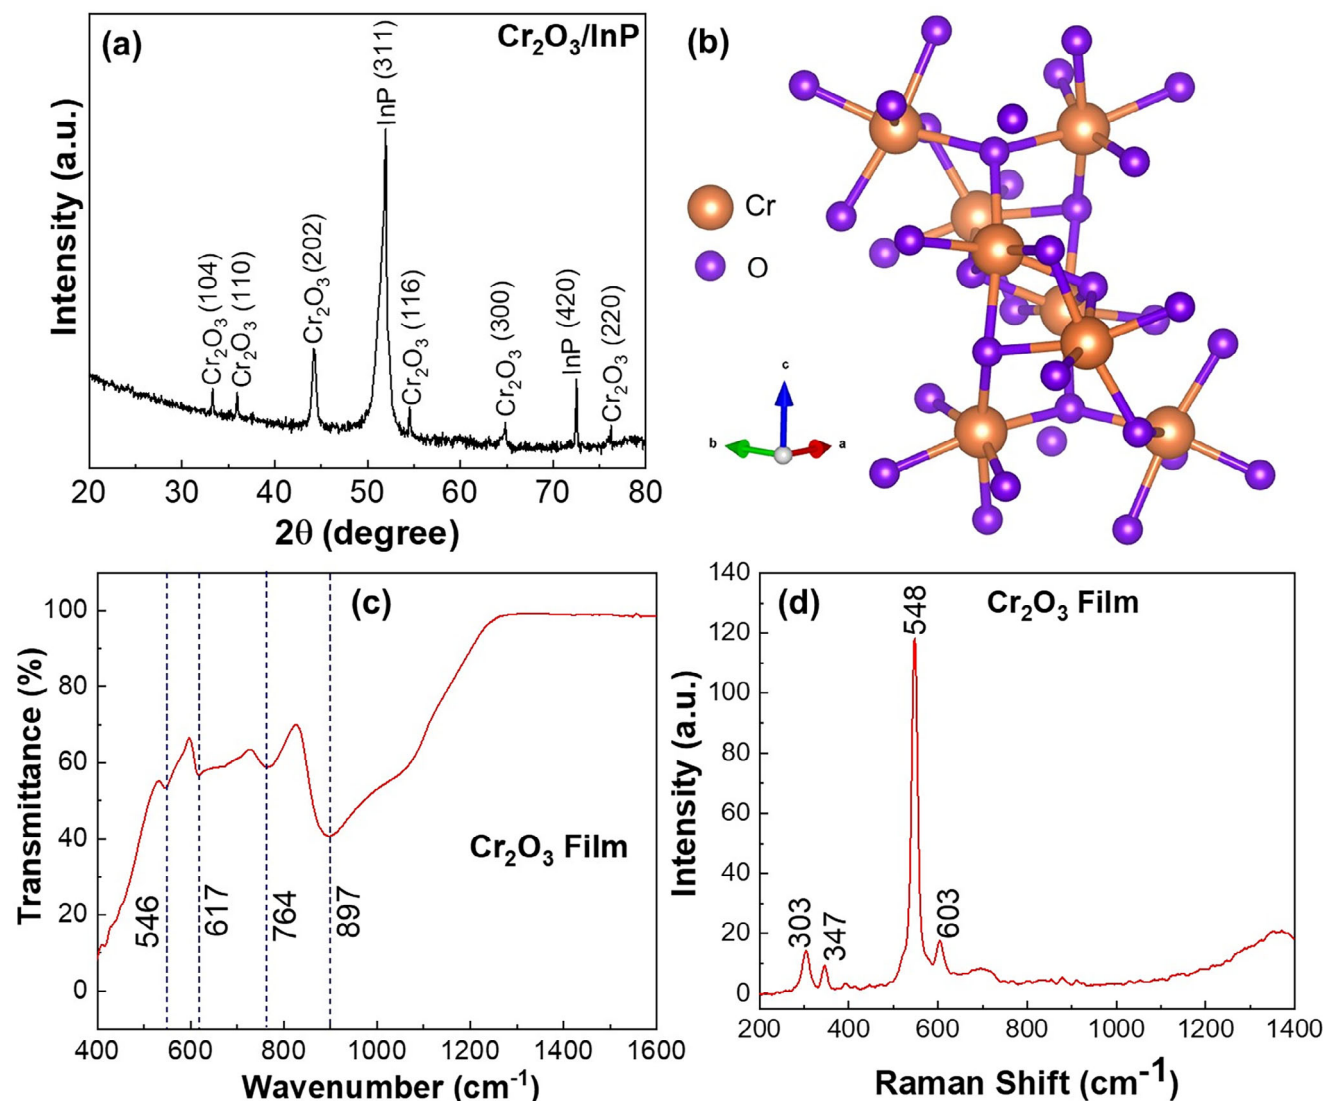 (a)
Cr₂O₃/InP
Intensity (a.u.)
Cr₂O₃ (104)
Cr₂O₃ (110)
Cr₂O₃ (202)
InP (311)
Cr₂O₃ (116)
Cr₂O₃ (300)
InP (420)
Cr₂O₃ (220)
20 30 40 50 60 70 80
2θ (degree)
(b)
Cr
O
c
b
a
(c)
Transmittance (%)
100
80
60
40
20
0
546
617
764
897
Cr₂O₃ Film
400 600 800 1000 1200 1400 1600
Wavenumber (cm⁻¹)
(d)
Cr₂O₃ Film
Intensity (a.u.)
140
120
100
80
60
40
20
0
303
347
548
603
200 400 600 800 1000 1200 1400
Raman Shift (cm⁻¹)